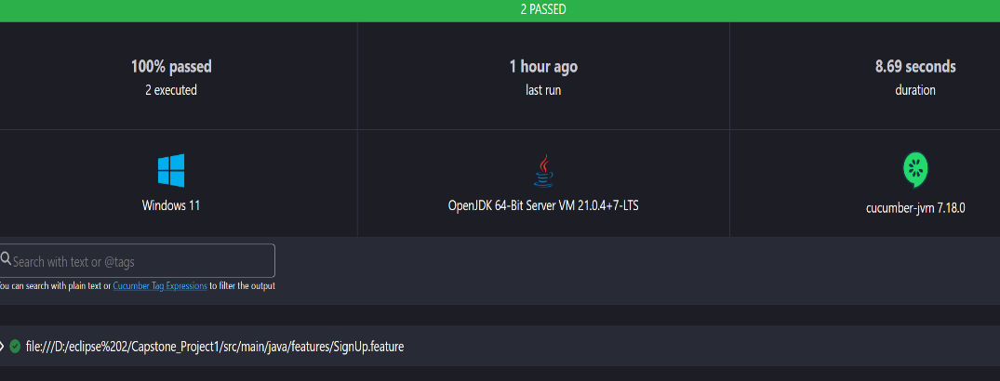 2 PASSED
100% passed
2 executed
1 hour ago
last run
8.69 seconds
duration
Windows 11
OpenJDK 64-Bit Server VM 21.0.4+7-LTS
cucumber-jvm 7.18.0
Search with text or @tags
You can search with plain text or Cucumber Tag Expressions to filter the output
file:///D:/eclipse%202/Capstone_Project1/src/main/java/features/SignUp.feature